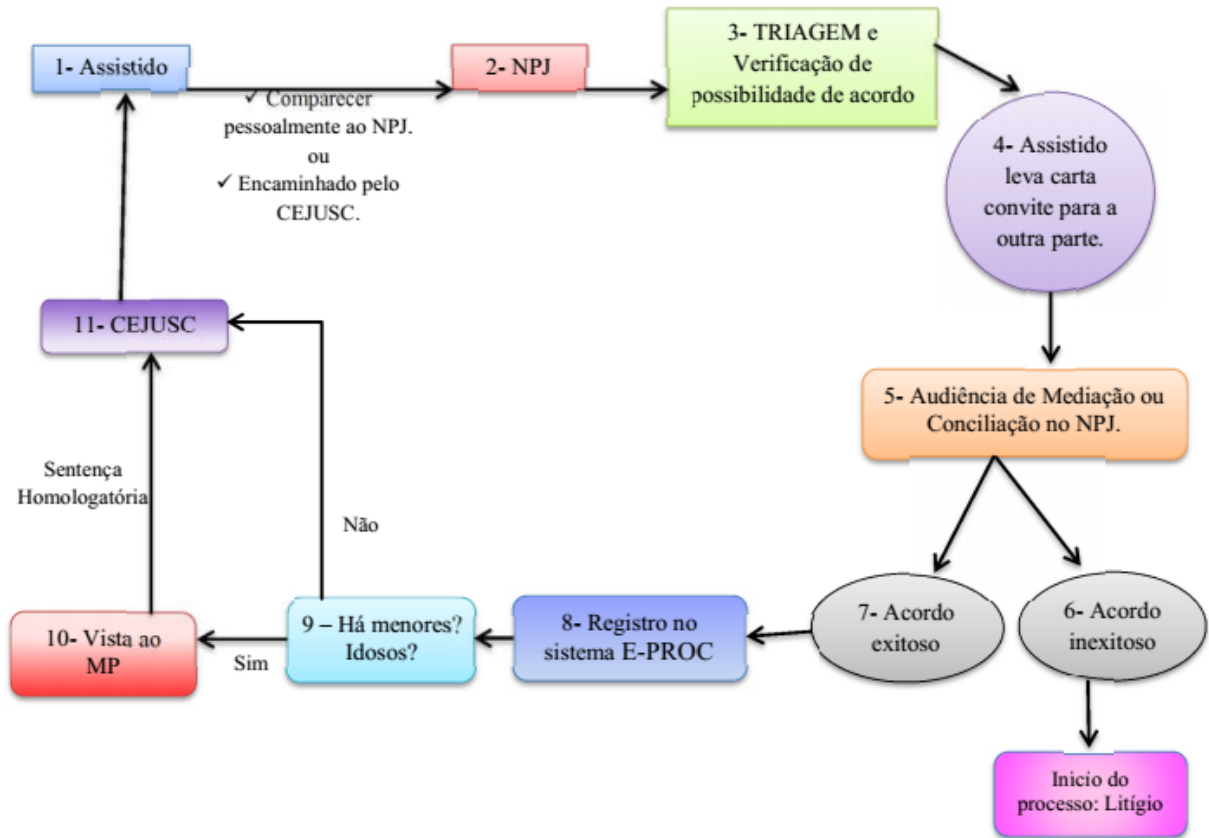 1- Assistido
✓ Comparecer
pessoalmente ao NPJ.
ou
✓ Encaminhado pelo
CEJUSC.
2- NPJ
3- TRIAGEM e
Verificação de
possibilidade de acordo
4- Assistido
leva carta
convite para a
outra parte.
5- Audiência de Mediação ou
Conciliação no NPJ.
6- Acordo
inexitoso
Inicio do
processo: Litígio
7- Acordo
exitoso
8- Registro no
sistema E-PROC
9 – Há menores?
Idosos?
Sim
Não
10- Vista ao
MP
Sentença
Homologatória
11- CEJUSC